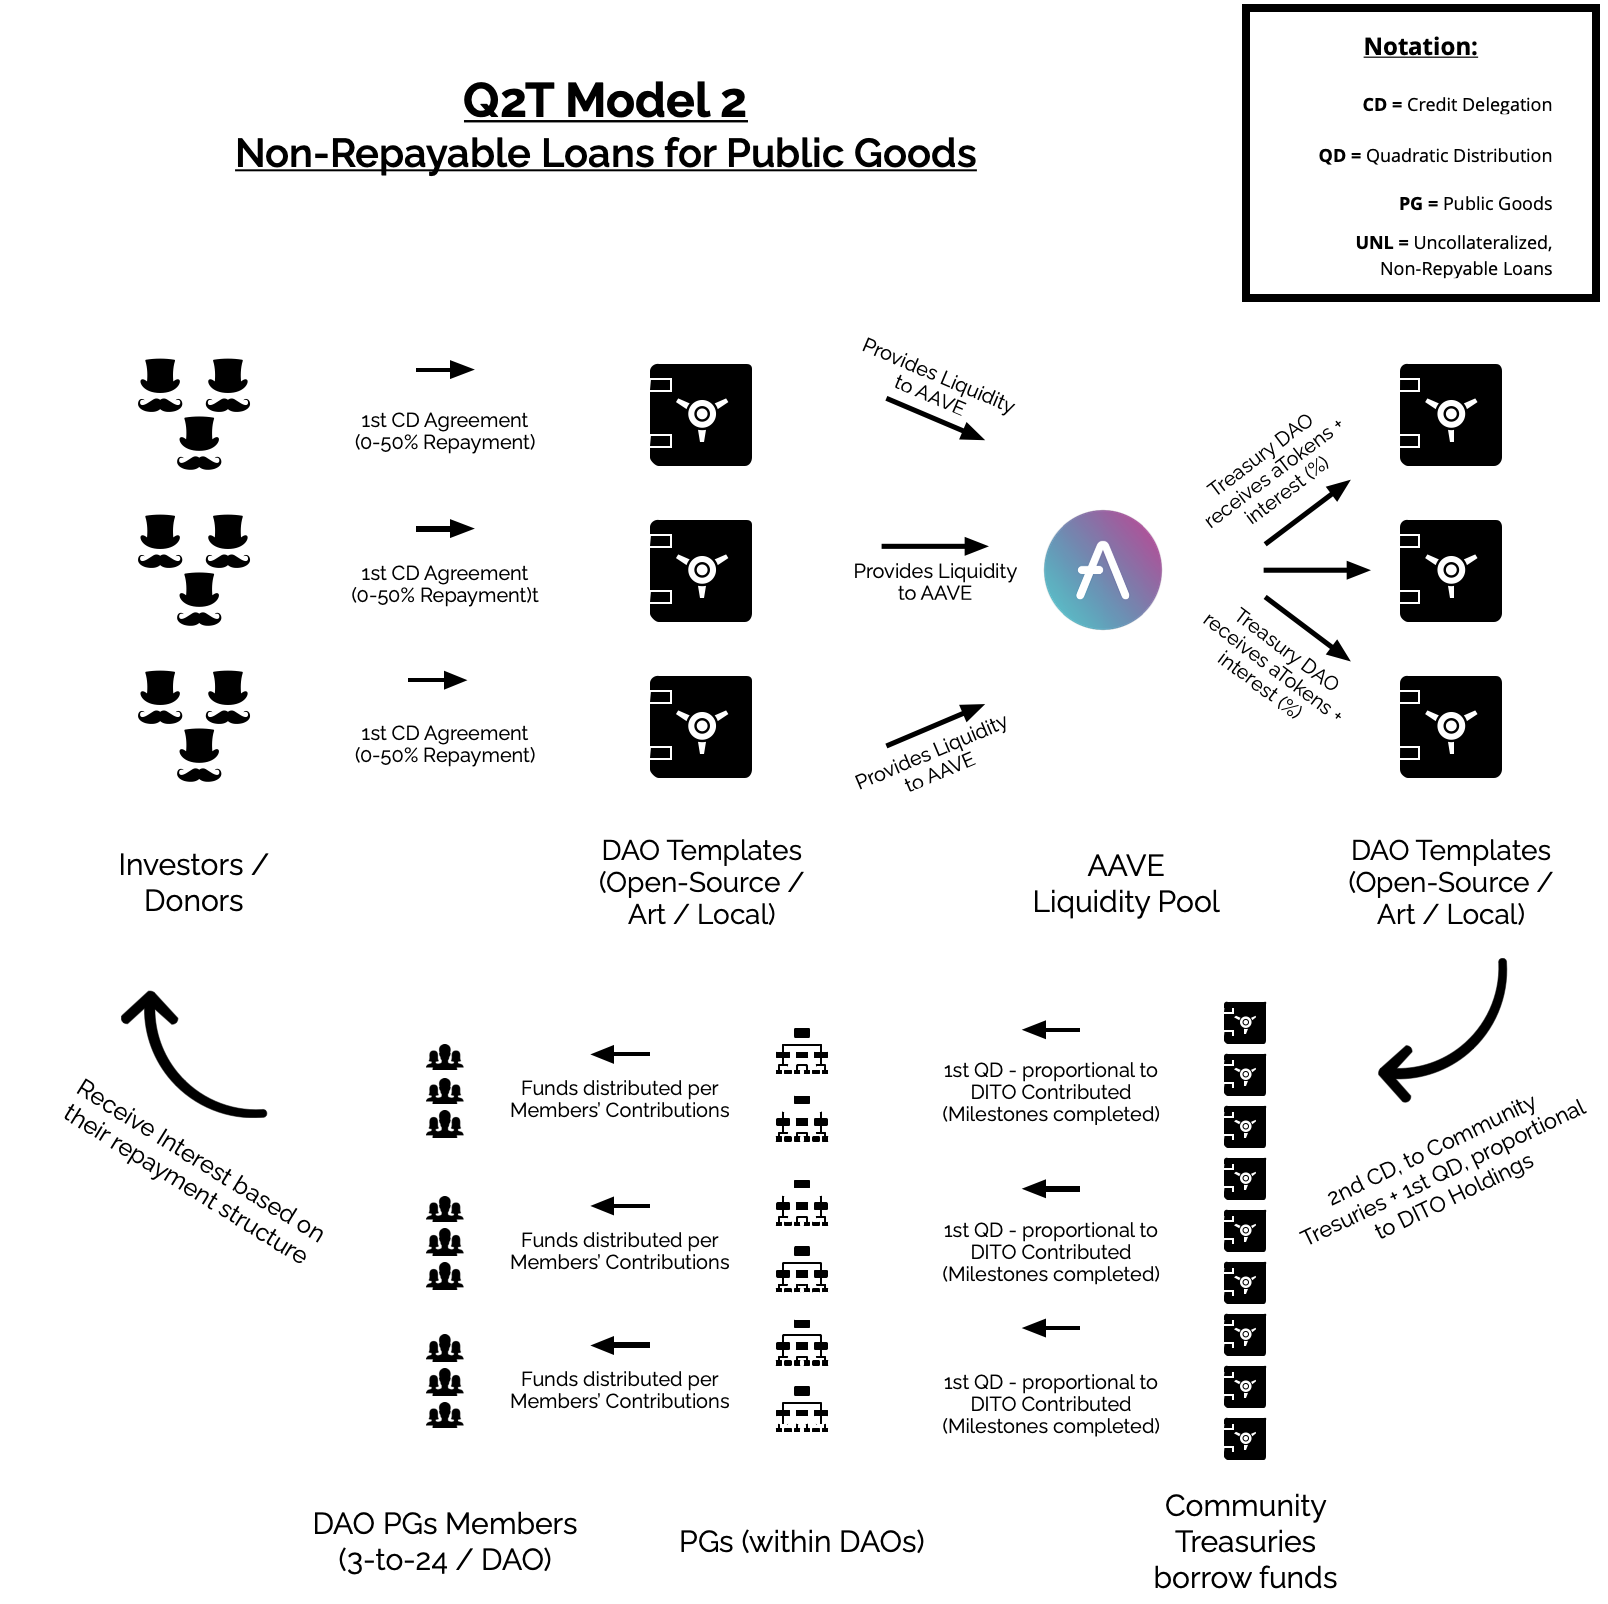 Q2T Model 2
Non-Repayable Loans for Public Goods
Notation:
CD = Credit Delegation
QD = Quadratic Distribution
PG = Public Goods
UNL = Uncollateralized,
Non-Repyable Loans
1st CD Agreement
(0-50% Repayment)
1st CD Agreement
(0-50% Repayment)t
1st CD Agreement
(0-50% Repayment)
Provides Liquidity
to AAVE
Provides Liquidity
to AAVE
Provides Liquidity
to AAVE
Treasury DAO
receives aTokens +
interest (%)
Treasury DAO
receives aTokens +
interest (%)
Investors /
Donors
DAO Templates
(Open-Source /
Art / Local)
AAVE
Liquidity Pool
DAO Templates
(Open-Source /
Art / Local)
Receive Interest based on
their repayment structure
Funds distributed per
Members' Contributions
Funds distributed per
Members' Contributions
Funds distributed per
Members' Contributions
1st QD - proportional to
DITO Contributed
(Milestones completed)
1st QD - proportional to
DITO Contributed
(Milestones completed)
1st QD - proportional to
DITO Contributed
(Milestones completed)
2nd CD, to Community
Tresuries + 1st QD, proportional
to DITO Holdings
DAO PGs Members
(3-to-24 / DAO)
PGs (within DAOs)
Community
Treasuries
borrow funds